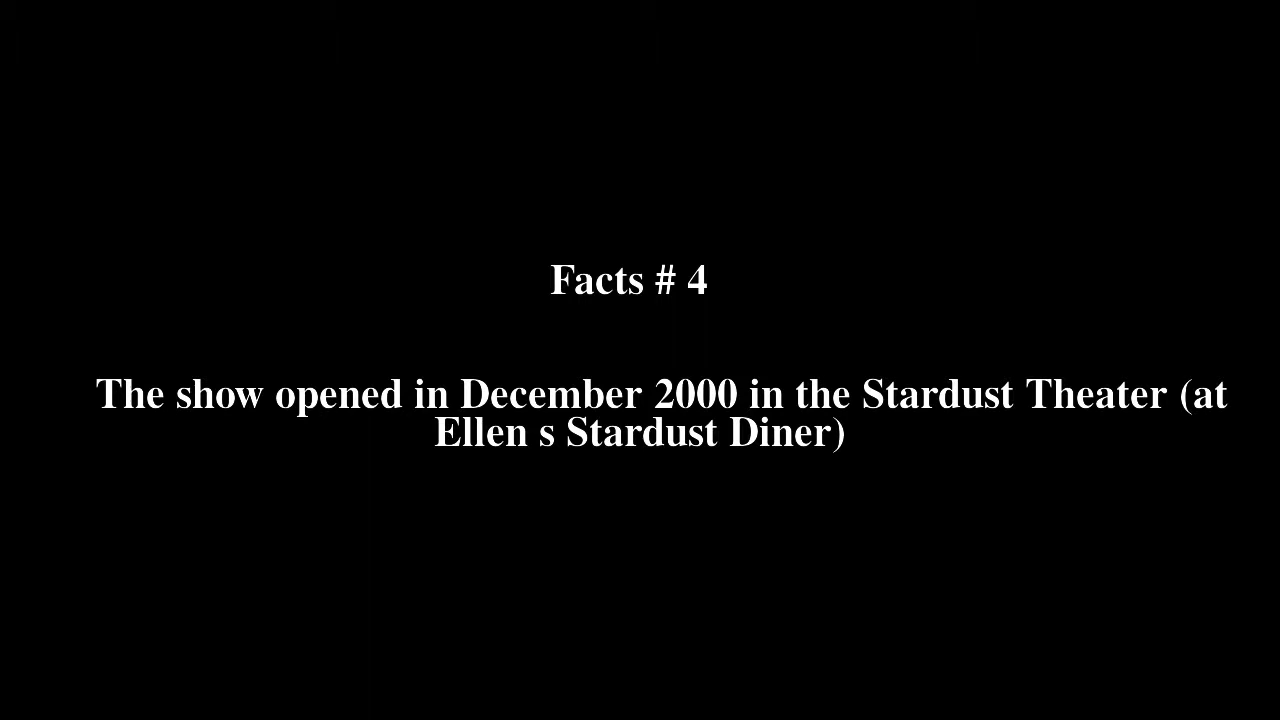 Facts # 4
The show opened in December 2000 in the Stardust Theater (at
Ellen s Stardust Diner)